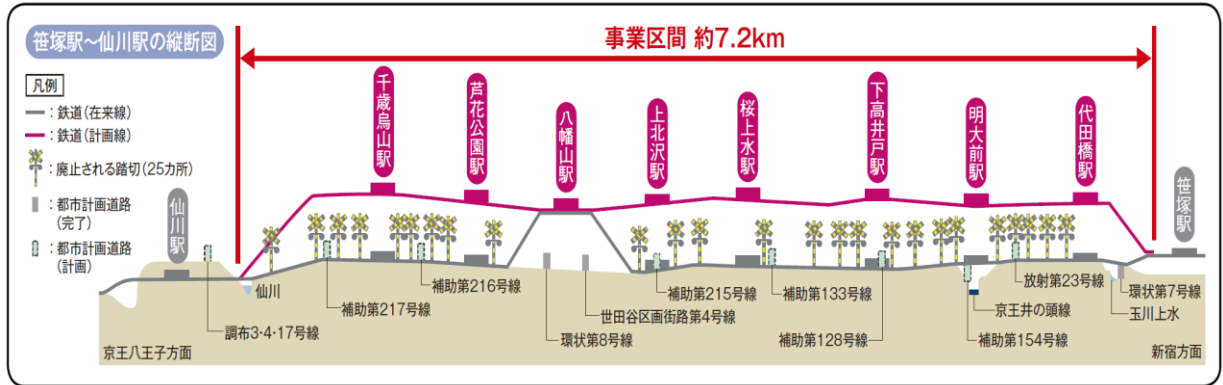 笹塚駅～仙川駅の縦断図
事業区間 約7.2km
凡例
：鉄道(在来線)
：鉄道(計画線)
：廃止される踏切(25カ所)
：都市計画道路
(完了)
：都市計画道路
(計画)
仙川駅
千歳烏山駅
芦花公園駅
八幡山駅
上北沢駅
桜上水駅
下高井戸駅
明大前駅
代田橋駅
笹塚駅
仙川
調布3・4・17号線
補助第217号線
補助第216号線
環状第8号線
世田谷区画街路第4号線
補助第215号線
補助第133号線
補助第128号線
補助第154号線
京王井の頭線
放射第23号線
環状第7号線
玉川上水
京王八王子方面
新宿方面